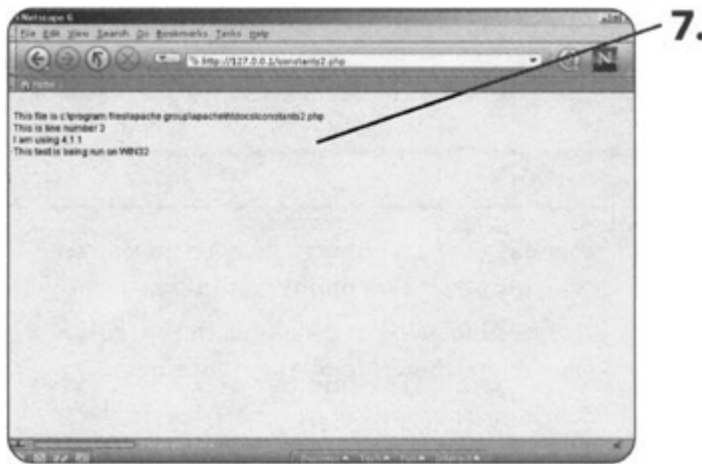 Netscape 6
File Edit View Search Go Bookmarks Tasks Help
http://127.0.0.1/constants2.php
7.
This file is c:\program files\apache group\apache\htdocs\constants2.php
This is line number 3
I am using 4.1.1
This test is being run on WIN32